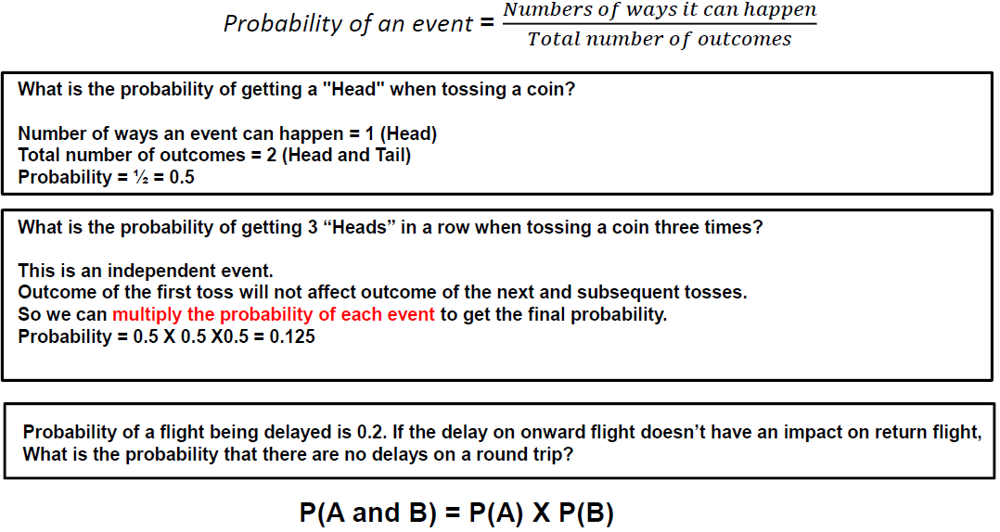 Probability of an event = Numbers of ways it can happen / Total number of outcomes
What is the probability of getting a "Head" when tossing a coin?
Number of ways an event can happen = 1 (Head)
Total number of outcomes = 2 (Head and Tail)
Probability = ½ = 0.5
What is the probability of getting 3 “Heads” in a row when tossing a coin three times?
This is an independent event.
Outcome of the first toss will not affect outcome of the next and subsequent tosses.
So we can multiply the probability of each event to get the final probability.
Probability = 0.5 X 0.5 X0.5 = 0.125
Probability of a flight being delayed is 0.2. If the delay on onward flight doesn’t have an impact on return flight,
What is the probability that there are no delays on a round trip?
P(A and B) = P(A) X P(B)